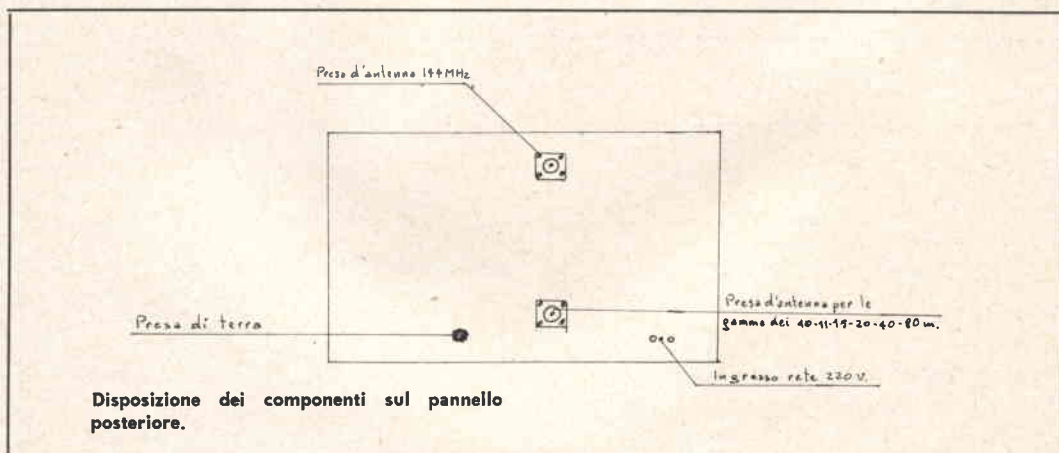 Presa d'antenna 144MHz
Presa d'antenna per le
gamme dei 10-11-15-20-40-80 m.
Presa di terra
Ingresso rete 220V.
Disposizione dei componenti sul pannello
posteriore.